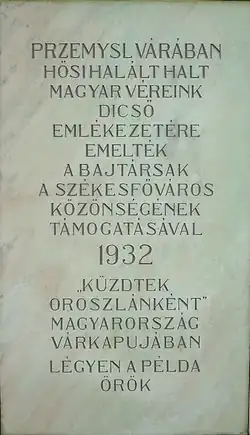 PRZEMYSL VÁRÁBAN
HŐSI HALÁLT HALT
MAGYAR VÉREINK
DICSŐ
EMLÉKEZETÉRE
EMELTÉK
A BAJTÁRSAK
A SZÉKESFŐVÁROS
KÖZÖNSÉGÉNEK
TÁMOGATÁSÁVAL
1932
„KÜZDTEK
OROSZLÁNKÉNT"
MAGYARORSZÁG
VÁRKAPUJÁBAN
LÉGYEN A PÉLDA
ÖRÖK